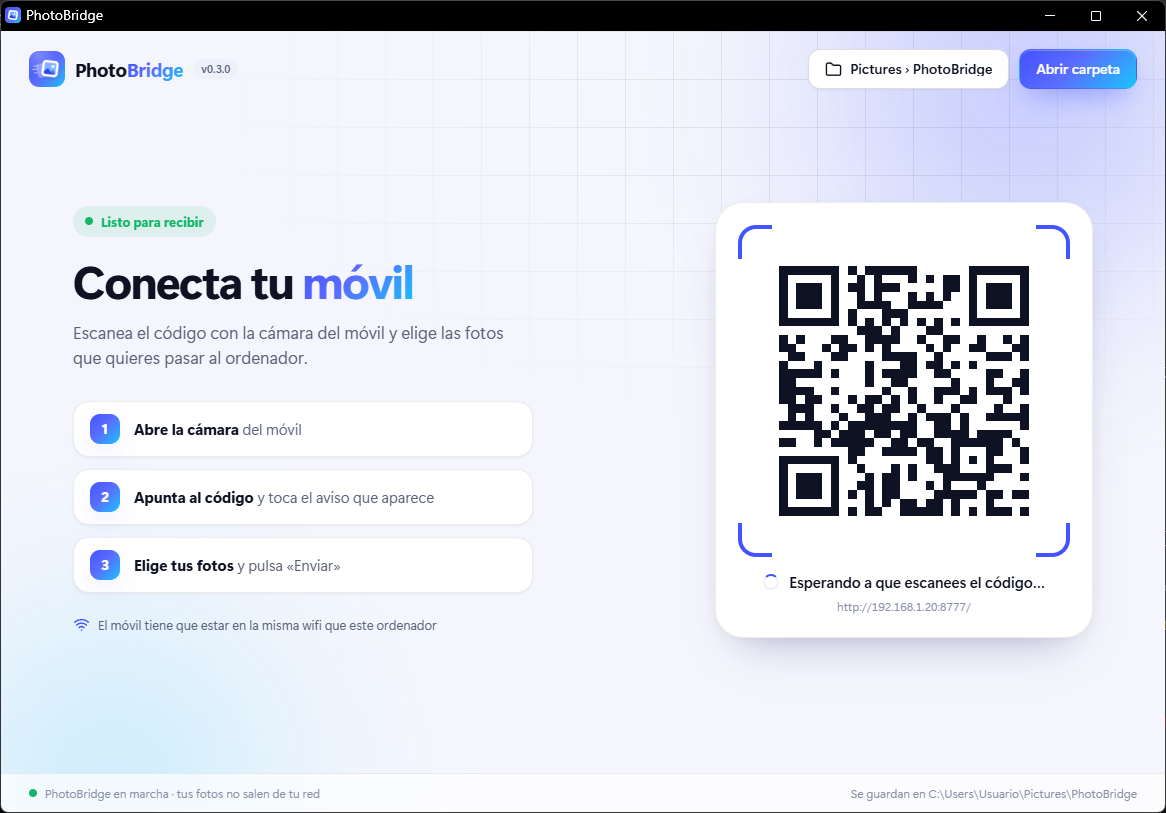 PhotoBridge
PhotoBridge v0.3.0
Pictures › PhotoBridge
Abrir carpeta
Listo para recibir
Conecta tu móvil
Escanea el código con la cámara del móvil y elige las fotos
que quieres pasar al ordenador.
1 Abre la cámara del móvil
2 Apunta al código y toca el aviso que aparece
3 Elige tus fotos y pulsa «Enviar»
El móvil tiene que estar en la misma wifi que este ordenador
Esperando a que escanees el código...
http://192.168.1.20:8777/
PhotoBridge en marcha · tus fotos no salen de tu red
Se guardan en C:\Users\Usuario\Pictures\PhotoBridge